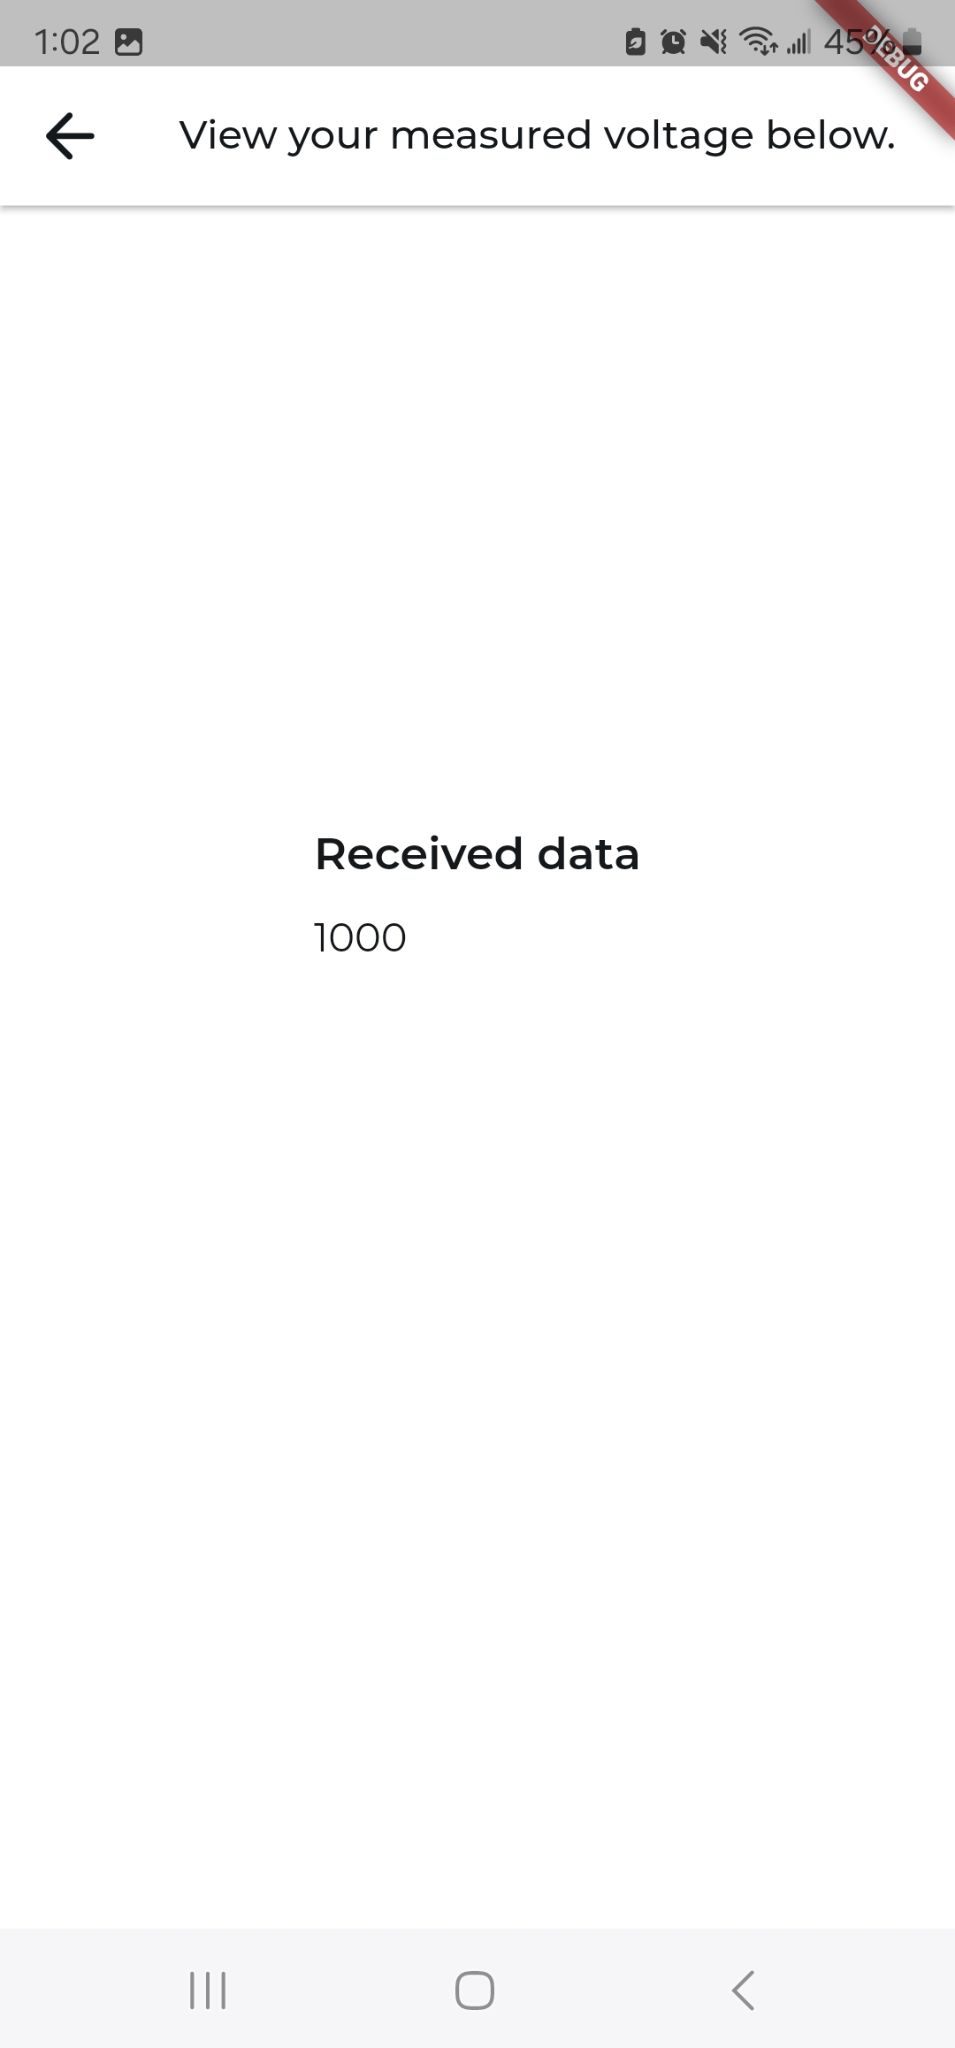 1:02 45%
DEBUG
View your measured voltage below.
Received data
1000